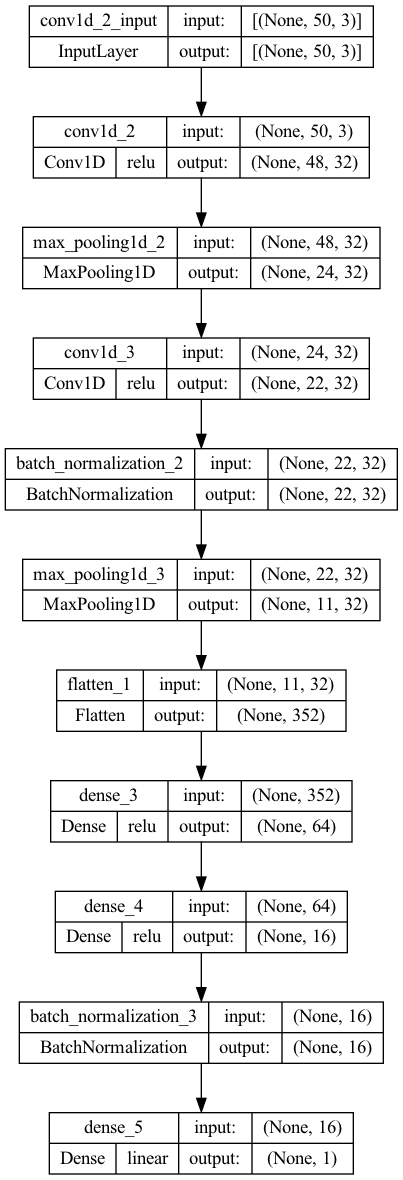 conv1d_2_input input: [(None, 50, 3)]
InputLayer output: [(None, 50, 3)]
conv1d_2 input: (None, 50, 3)
Conv1D relu output: (None, 48, 32)
max_pooling1d_2 input: (None, 48, 32)
MaxPooling1D output: (None, 24, 32)
conv1d_3 input: (None, 24, 32)
Conv1D relu output: (None, 22, 32)
batch_normalization_2 input: (None, 22, 32)
BatchNormalization output: (None, 22, 32)
max_pooling1d_3 input: (None, 22, 32)
MaxPooling1D output: (None, 11, 32)
flatten_1 input: (None, 11, 32)
Flatten output: (None, 352)
dense_3 input: (None, 352)
Dense relu output: (None, 64)
dense_4 input: (None, 64)
Dense relu output: (None, 16)
batch_normalization_3 input: (None, 16)
BatchNormalization output: (None, 16)
dense_5 input: (None, 16)
Dense linear output: (None, 1)